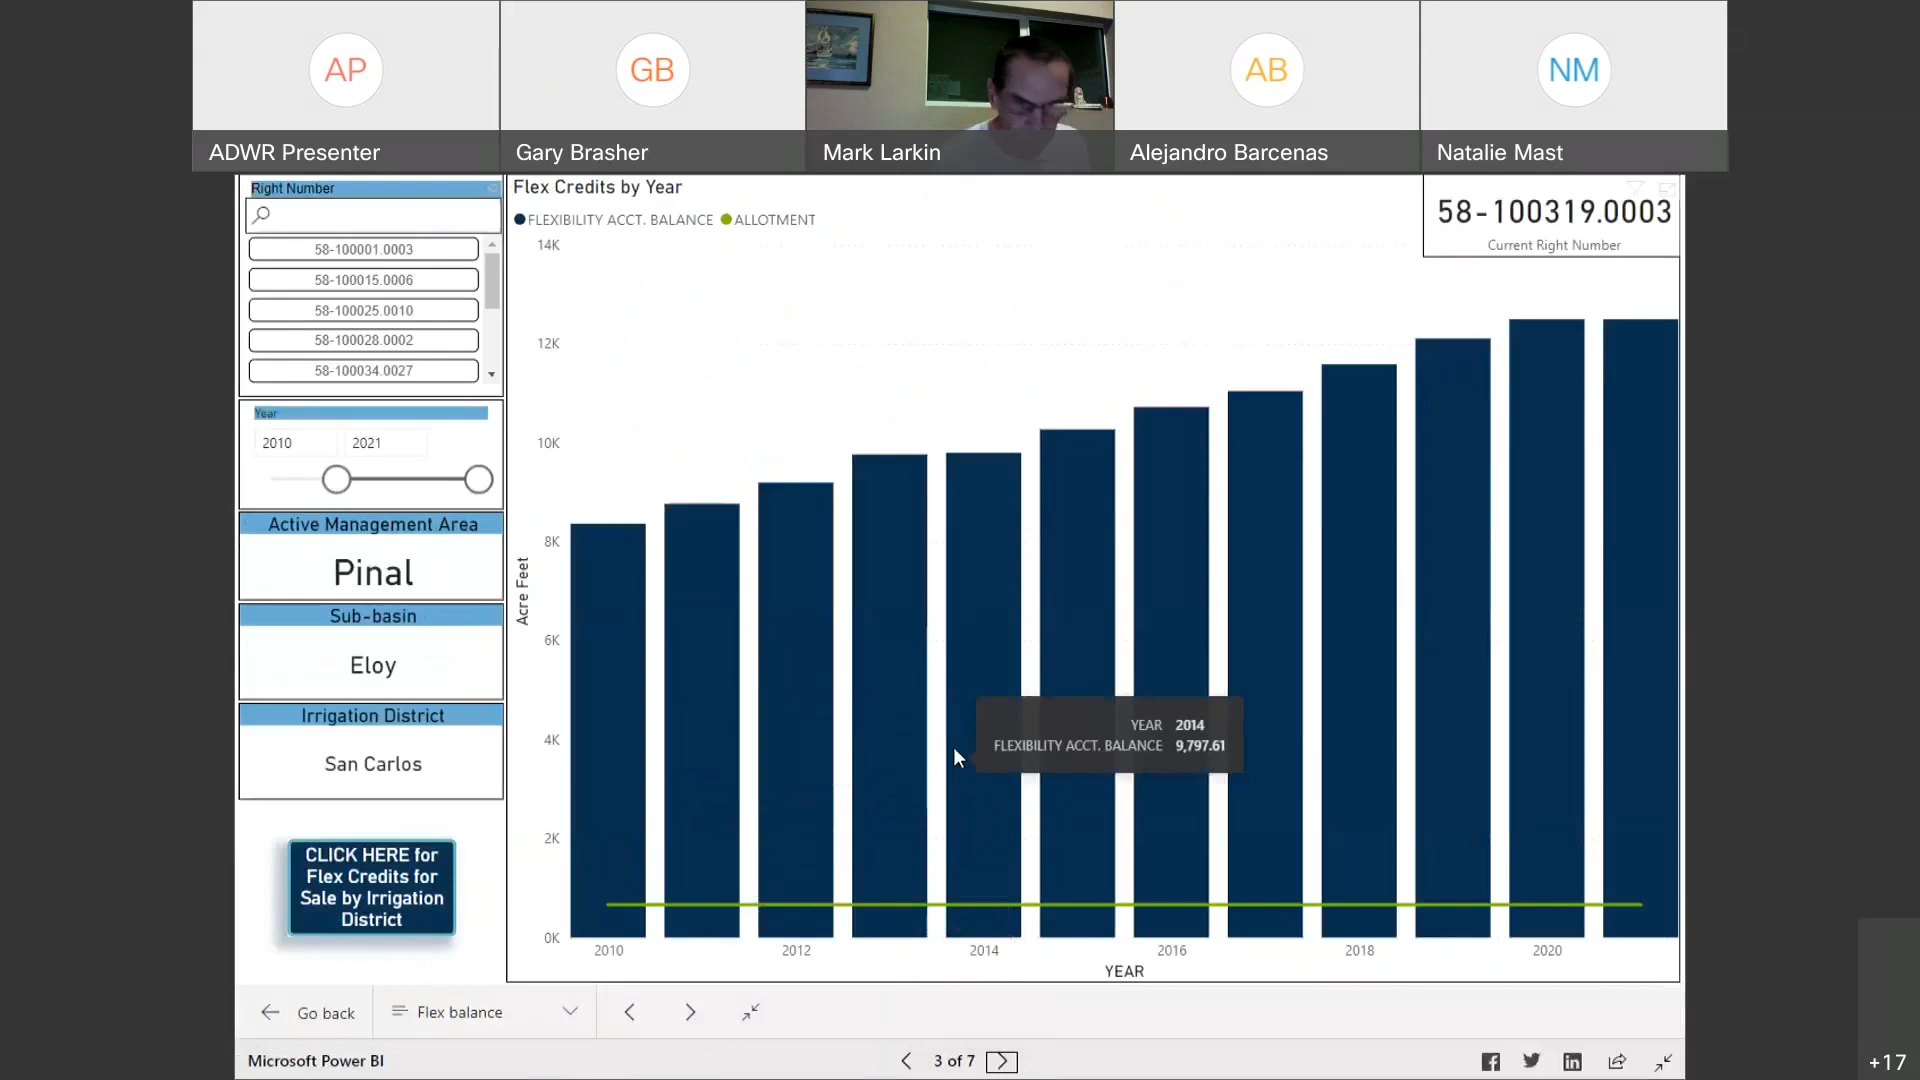 AP
GB
AB
NM
ADWR Presenter
Gary Brasher
Mark Larkin
Alejandro Barcenas
Natalie Mast
Right Number
58-100001.0003
58-100015.0006
58-100025.0010
58-100028.0002
58-100034.0027
Year
2010
2021
Active Management Area
Pinal
Sub-basin
Eloy
Irrigation District
San Carlos
CLICK HERE for
Flex Credits for
Sale by Irrigation
District
Flex Credits by Year
FLEXIBILITY ACCT. BALANCE
ALLOTMENT
58-100319.0003
Current Right Number
14K
12K
10K
8K
6K
4K
2K
0K
Acre Feet
YEAR 2014
FLEXIBILITY ACCT. BALANCE 9,797.61
2010
2012
2014
2016
2018
2020
YEAR
Go back
Flex balance
Microsoft Power BI
3 of 7
+17